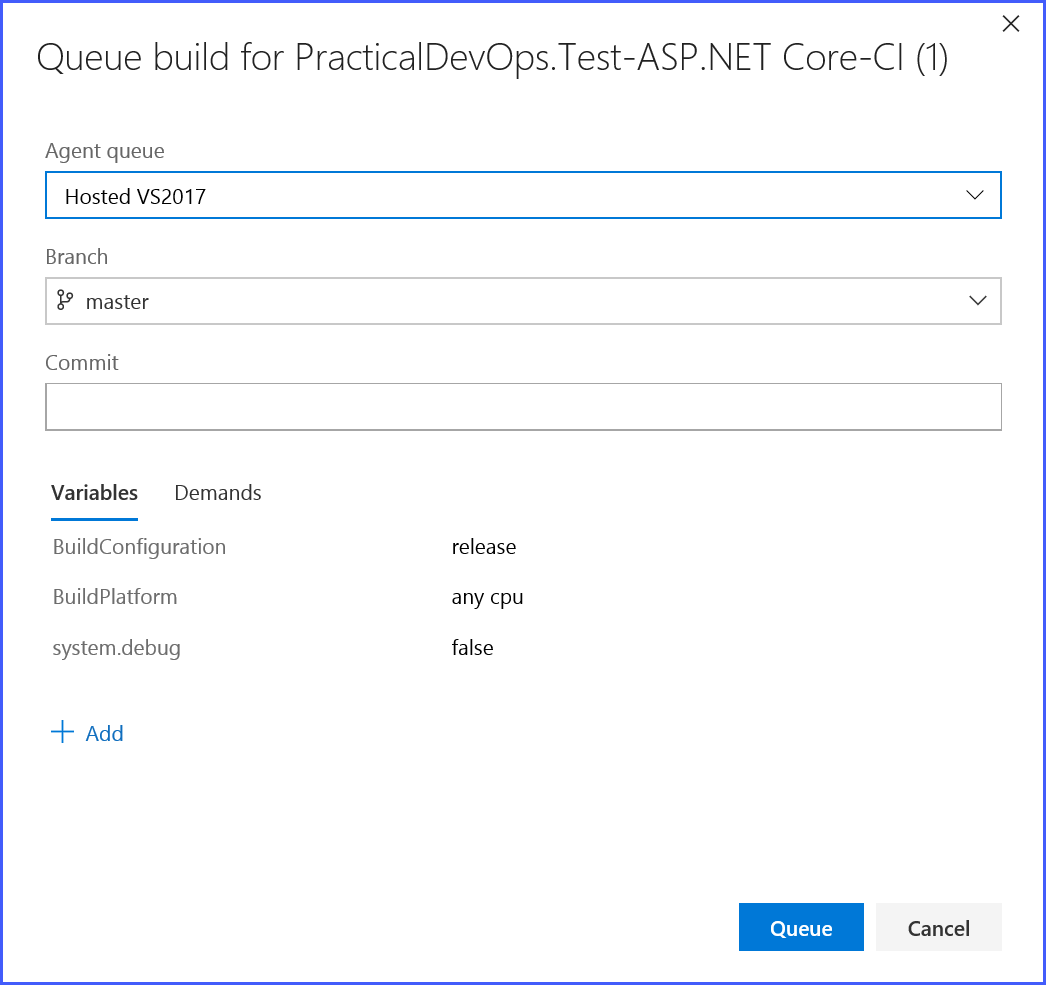 Queue build for PracticalDevOps.Test-ASP.NET Core-CI (1)
Agent queue
Hosted VS2017
Branch
master
Commit
Variables Demands
BuildConfiguration release
BuildPlatform any cpu
system.debug false
Add
Queue Cancel